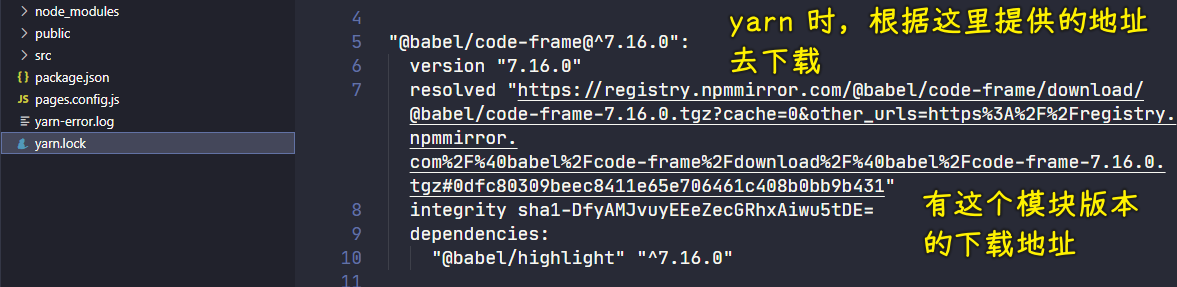 node_modules
public
src
package.json
JS pages.config.js
yarn-error.log
yarn.lock
4
5 "@babel/code-frame@^7.16.0":
6 version "7.16.0"
7 resolved "https://registry.npmmirror.com/@babel/code-frame/download/
@babel/code-frame-7.16.0.tgz?cache=0&other_urls=https%3A%2F%2Fregistry.
npmmirror.
com%2F%40babel%2Fcode-frame%2Fdownload%2F%40babel%2Fcode-frame-7.16.0.
tgz#0dfc80309beec8411e65e706461c408b0bb9b431"
8 integrity sha1-DfyAMJvuyEEeZecGRhxAiwu5tDE=
9 dependencies:
10 "@babel/highlight" "^7.16.0"
11
yarn 时，根据这里提供的地址
去下载
有这个模块版本
的下载地址